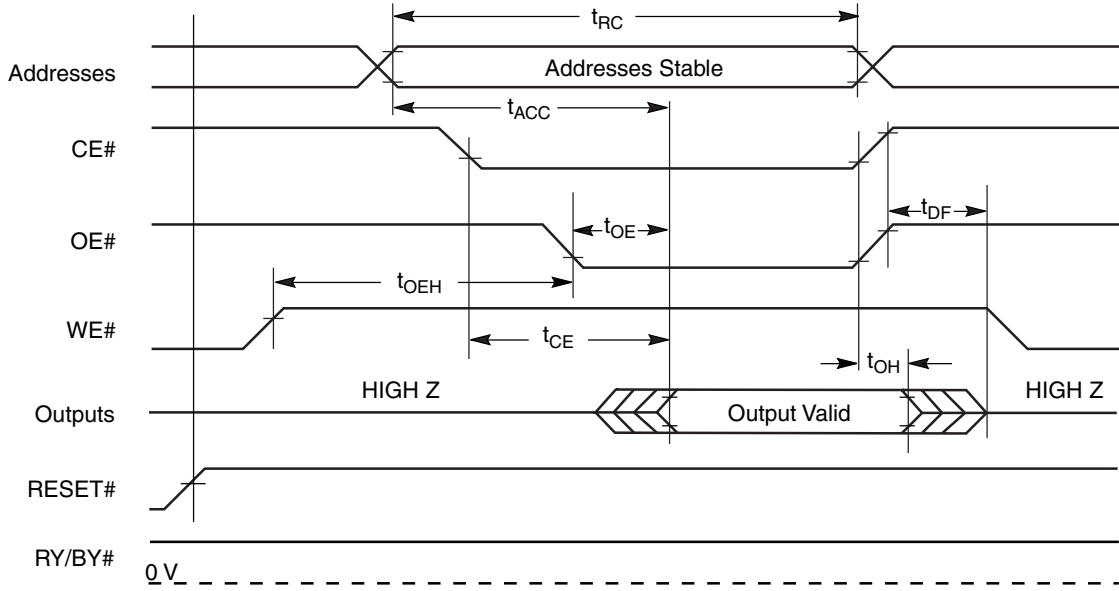 tRC
Addresses
Addresses Stable
tACC
CE#
tDF
OE#
tOE
tOEH
WE#
tCE
tOH
HIGH Z
HIGH Z
Outputs
Output Valid
RESET#
RY/BY#
0 V